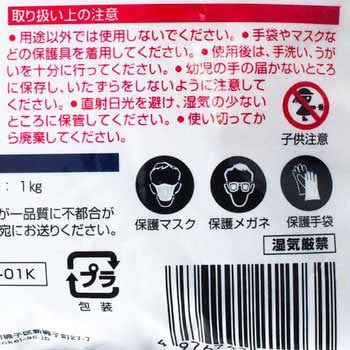 取り扱い上の注意
●用途以外では使用しないでください。●手袋やマスクな
どの保護具を着用してください。●使用後は、手洗い、うが
いを十分に行ってください。●幼児の手の届かないところ
に保存し、いたずらをしないように注意して
ください。●直射日光を避け、湿気の少ない
ところに保管してください。●使い切ってか
ら廃棄してください。
子供注意
：1kg
が一品質に不都合が
宛にお送りください。
保護マスク
保護メガネ
保護手袋
湿気厳禁
-01K
プラ
包装